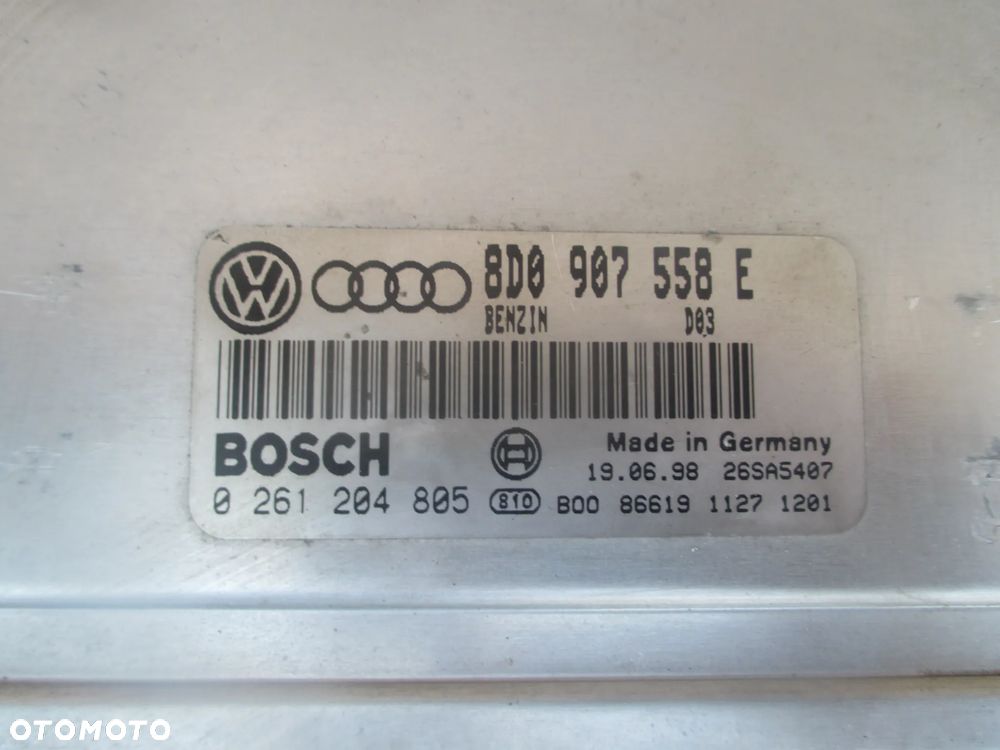 8D0 907 558 E
BENZIN D03
BOSCH
Made in Germany
19.06.98 26SA5407
0 261 204 805 810 B00 86619 1127 1201
OTOMOTO